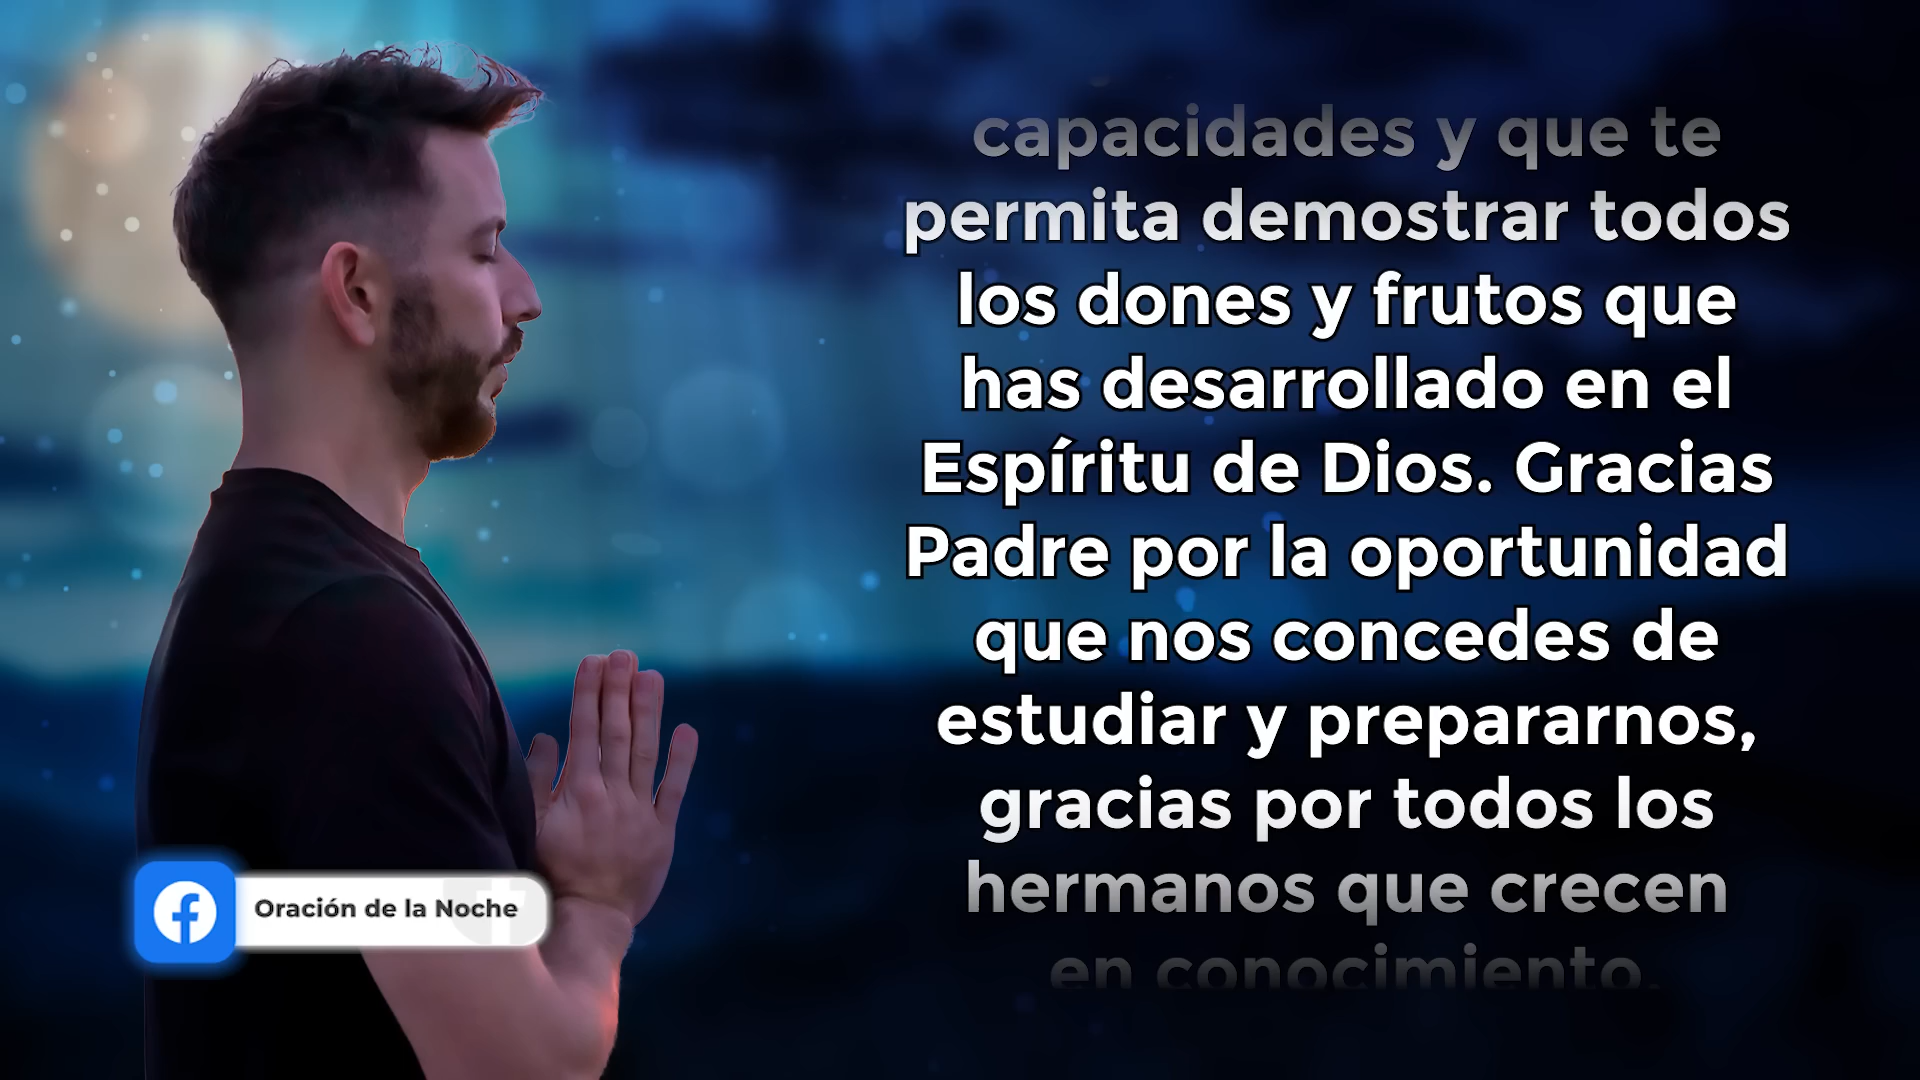 capacidades y que te
permita demostrar todos
los dones y frutos que
has desarrollado en el
Espíritu de Dios. Gracias
Padre por la oportunidad
que nos concedes de
estudiar y prepararnos,
gracias por todos los
hermanos que crecen
en conocimiento,
Oración de la Noche